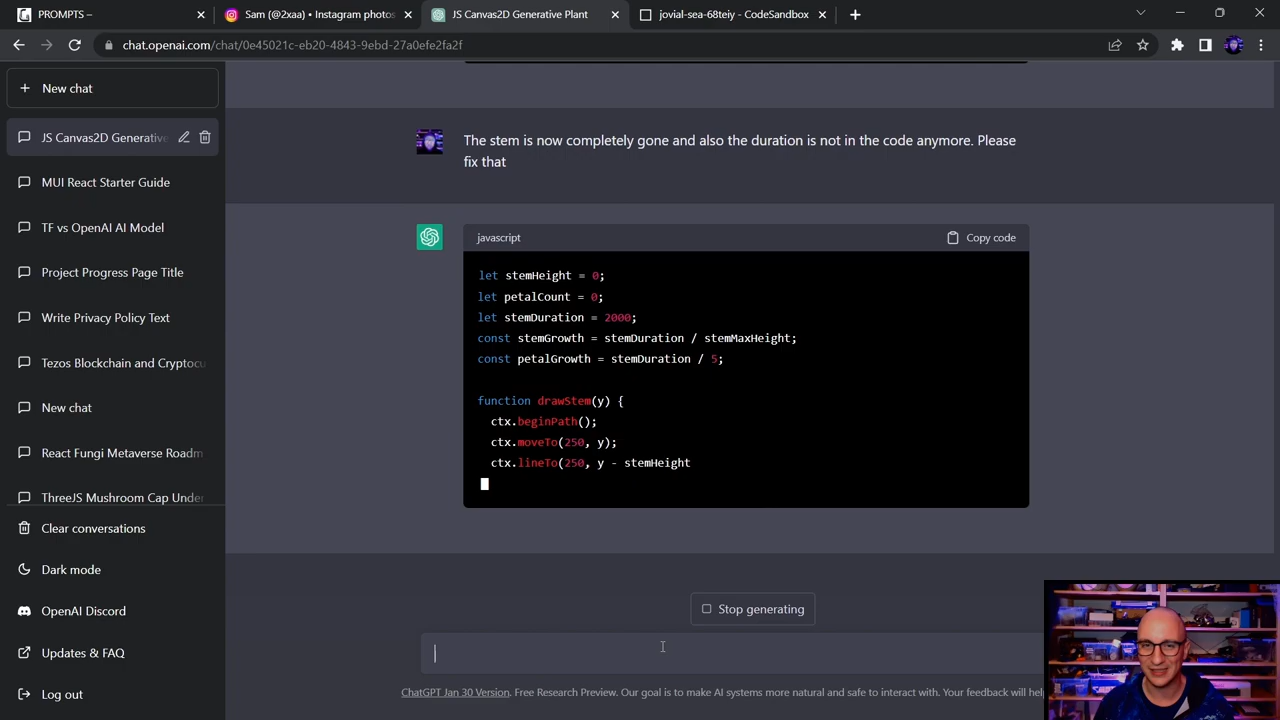 PROMPTS –
Sam (@2xaa) • Instagram photos
JS Canvas2D Generative Plant
jovial-sea-68teiy - CodeSandbox
chat.openai.com/chat/0e45021c-eb20-4843-9ebd-27a0efe2fa2f
New chat
JS Canvas2D Generative
MUI React Starter Guide
TF vs OpenAI AI Model
Project Progress Page Title
Write Privacy Policy Text
Tezos Blockchain and Cryptocu
New chat
React Fungi Metaverse Roadm
ThreeJS Mushroom Cap Under
Clear conversations
Dark mode
OpenAI Discord
Updates & FAQ
Log out
The stem is now completely gone and also the duration is not in the code anymore. Please
fix that
javascript
Copy code
let stemHeight = 0;
let petalCount = 0;
let stemDuration = 2000;
const stemGrowth = stemDuration / stemMaxHeight;
const petalGrowth = stemDuration / 5;
function drawStem(y) {
ctx.beginPath();
ctx.moveTo(250, y);
ctx.lineTo(250, y - stemHeight
Stop generating
ChatGPT Jan 30 Version. Free Research Preview. Our goal is to make AI systems more natural and safe to interact with. Your feedback will hel